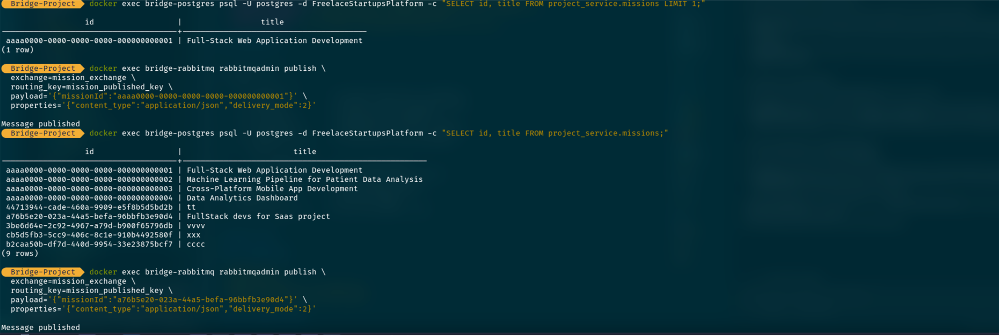 Bridge-Project docker exec bridge-postgres psql -U postgres -d FreelaceStartupsPlatform -c "SELECT id, title FROM project_service.missions LIMIT 1;"
id | title
aaaa0000-0000-0000-0000-000000000001 | Full-Stack Web Application Development
(1 row)
Bridge-Project docker exec bridge-rabbitmq rabbitmqadmin publish \
exchange=mission_exchange \
routing_key=mission_published_key \
payload='{"missionId":"aaaa0000-0000-0000-0000-000000000001"}' \
properties='{"content_type":"application/json","delivery_mode":2}'
Message published
Bridge-Project docker exec bridge-postgres psql -U postgres -d FreelaceStartupsPlatform -c "SELECT id, title FROM project_service.missions;"
id | title
aaaa0000-0000-0000-0000-000000000001 | Full-Stack Web Application Development
aaaa0000-0000-0000-0000-000000000002 | Machine Learning Pipeline for Patient Data Analysis
aaaa0000-0000-0000-0000-000000000003 | Cross-Platform Mobile App Development
aaaa0000-0000-0000-0000-000000000004 | Data Analytics Dashboard
44713944-cade-460a-9909-e5f8b5d5bd2b | tt
a76b5e20-023a-44a5-befa-96bbfb3e90d4 | FullStack devs for Saas project
3be6d64e-2c92-4967-a79d-b900f65796db | vvvv
cb5d5fb3-5cc9-406c-8c1e-910b4492580f | xxx
b2caa50b-df7d-440d-9954-33e23875bcf7 | cccc
(9 rows)
Bridge-Project docker exec bridge-rabbitmq rabbitmqadmin publish \
exchange=mission_exchange \
routing_key=mission_published_key \
payload='{"missionId":"a76b5e20-023a-44a5-befa-96bbfb3e90d4"}' \
properties='{"content_type":"application/json","delivery_mode":2}'
Message published